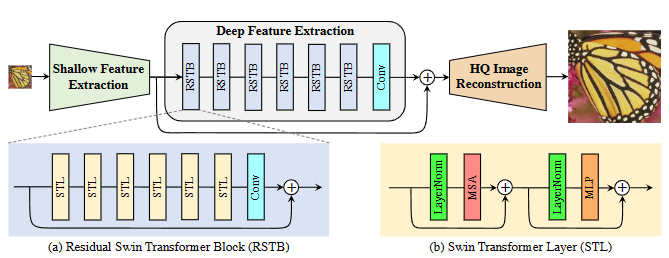 Deep Feature Extraction
Shallow Feature
Extraction
RSTB
RSTB
RSTB
RSTB
RSTB
RSTB
Conv
+
HQ Image
Reconstruction
STL
STL
STL
STL
STL
STL
Conv
+
LayerNorm
MSA
+
LayerNorm
MLP
+
(a) Residual Swin Transformer Block (RSTB)
(b) Swin Transformer Layer (STL)